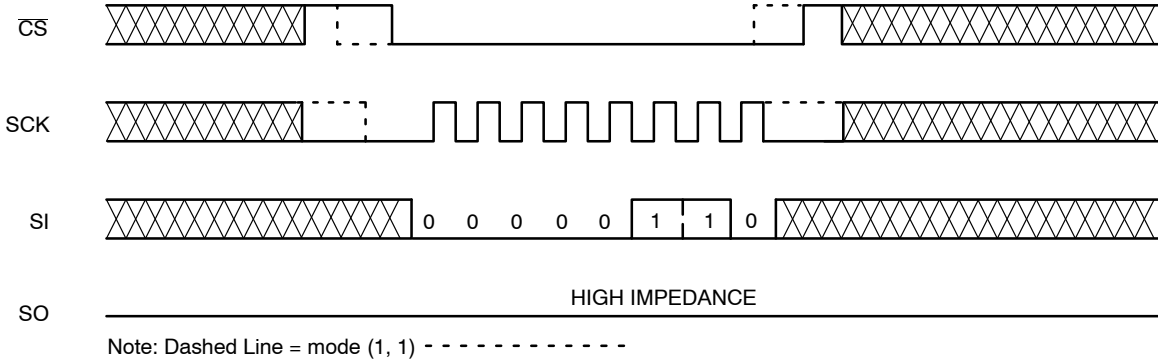 CS
SCK
SI
0 0 0 0 0 1 1 0
SO
HIGH IMPEDANCE
Note: Dashed Line = mode (1, 1)